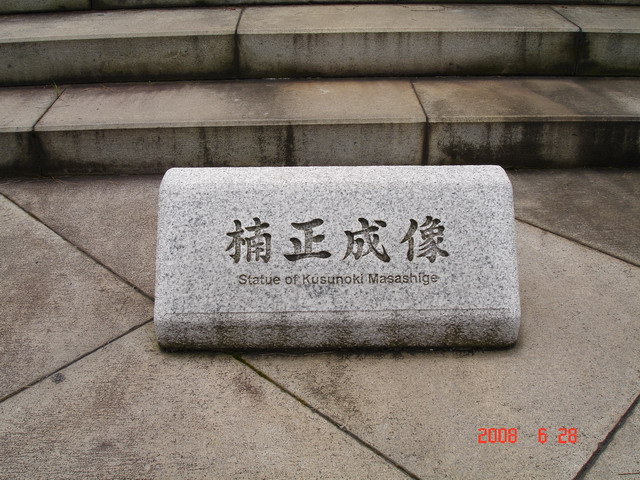 楠正成像
Statue of Kusunoki Masashige
2008 6 28